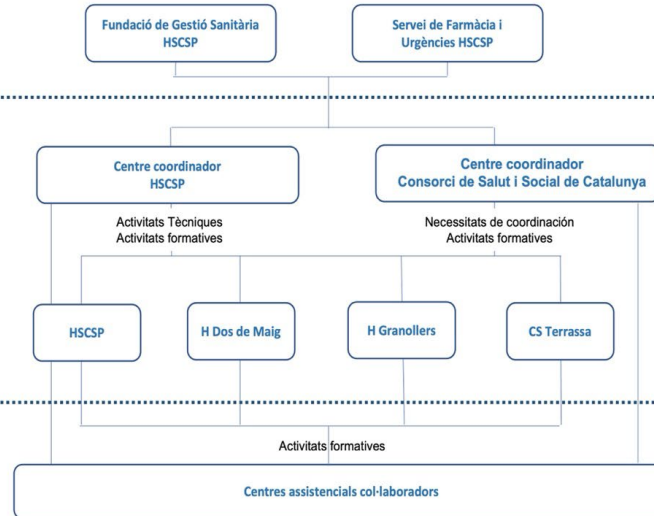 Fundació de Gestió Sanitària
HSCSP
Servei de Farmàcia i
Urgències HSCSP
Centre coordinador
HSCSP
Centre coordinador
Consorci de Salut i Social de Catalunya
Activitats Tècniques
Activitats formatives
Necessitats de coordinación
Activitats formatives
HSCSP
H Dos de Maig
H Granollers
CS Terrassa
Activitats formatives
Centres assistencials col·laboradors